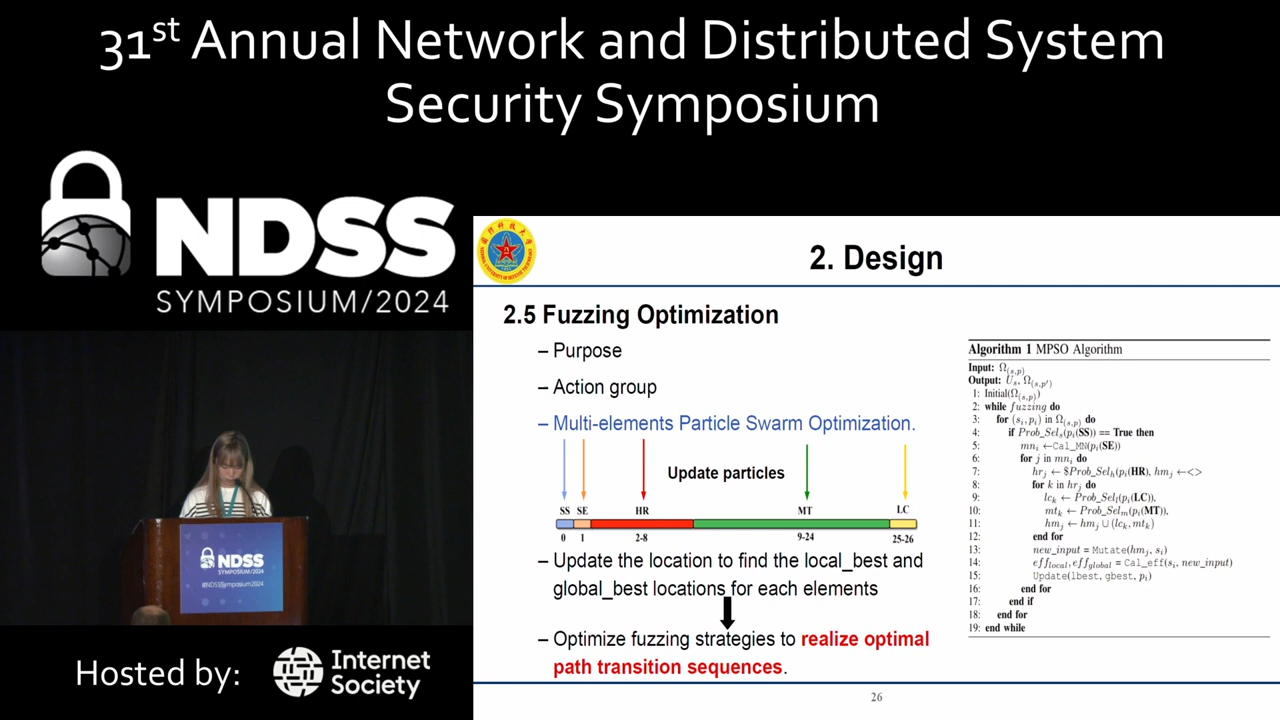 31st Annual Network and Distributed System
Security Symposium
NDSS
SYMPOSIUM/2024
2. Design
2.5 Fuzzing Optimization
– Purpose
– Action group
– Multi-elements Particle Swarm Optimization.
Update particles
SS SE HR MT LC
0 1 2-8 9-24 25-26
– Update the location to find the local_best and
global_best locations for each elements
– Optimize fuzzing strategies to realize optimal
path transition sequences.
Algorithm 1 MPSO Algorithm
Input: Ω(s,p)
Output: Us, Ω(s,p′)
1: Initial(Ω(s,p))
2: while fuzzing do
3: for (si, pi) in Ω(s,p) do
4: if Prob_Sels(pi(SS)) == True then
5: mni ←Cal_MN(pi(SE))
6: for j in mni do
7: hrj ← $Prob_Selh(pi(HR), hmj ←<>
8: for k in hrj do
9: lck ← Prob_Sell(pi(LC)),
10: mtk ← Prob_Selm(pi(MT)),
11: hmj ← hmj ∪ (lck, mtk)
12: end for
13: new_input = Mutate(hmj, si)
14: efflocal, effglobal = Cal_eff(si, new_input)
15: Update(lbest, gbest, pi)
16: end for
17: end if
18: end for
19: end while
26
NDSS
SYMPOSIUM/2024
#NDSSSymposium2024
Hosted by:
Internet
Society